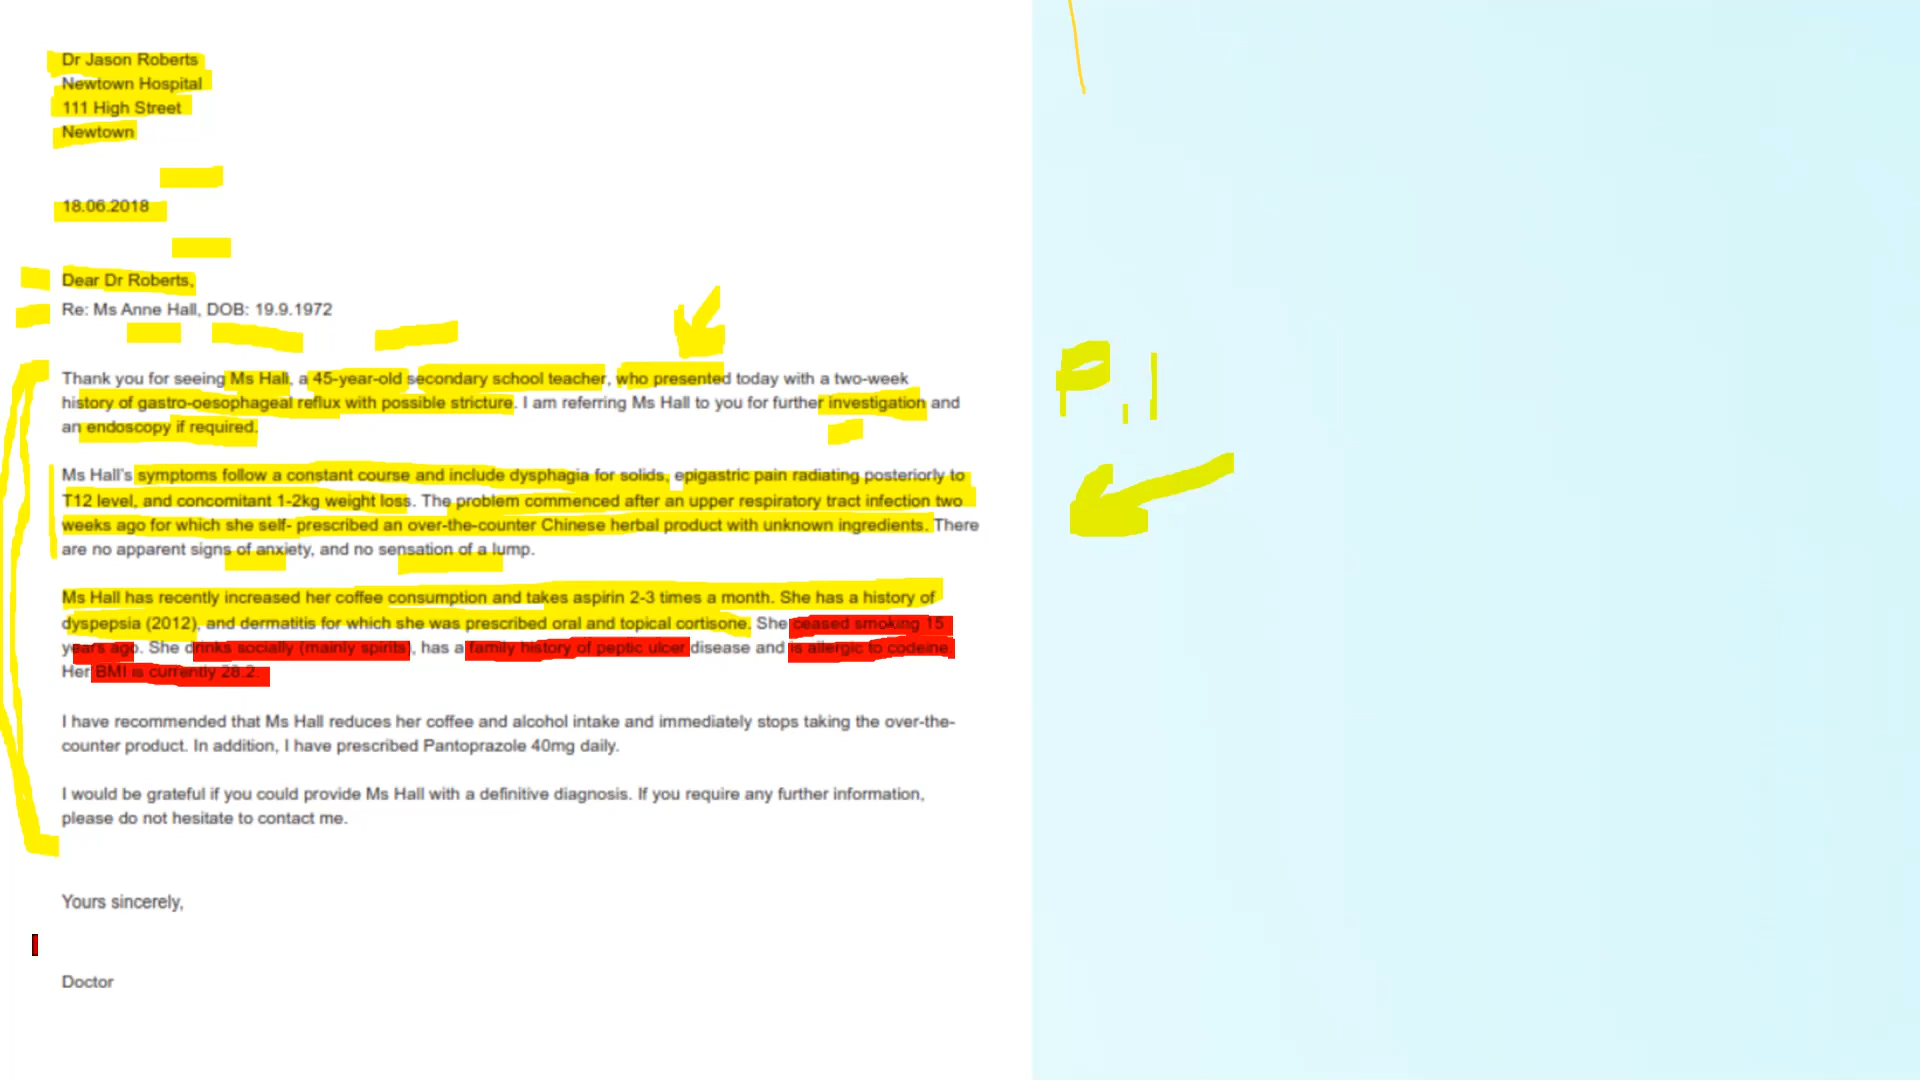 Dr Jason Roberts
Newtown Hospital
111 High Street
Newtown
18.06.2018
Dear Dr Roberts,
Re: Ms Anne Hall, DOB: 19.9.1972
Thank you for seeing Ms Hall, a 45-year-old secondary school teacher, who presented today with a two-week
history of gastro-oesophageal reflux with possible stricture. I am referring Ms Hall to you for further investigation and
an endoscopy if required.
Ms Hall's symptoms follow a constant course and include dysphagia for solids, epigastric pain radiating posteriorly to
T12 level, and concomitant 1-2kg weight loss. The problem commenced after an upper respiratory tract infection two
weeks ago for which she self- prescribed an over-the-counter Chinese herbal product with unknown ingredients. There
are no apparent signs of anxiety, and no sensation of a lump.
Ms Hall has recently increased her coffee consumption and takes aspirin 2-3 times a month. She has a history of
dyspepsia (2012), and dermatitis for which she was prescribed oral and topical cortisone. She ceased smoking 15
years ago. She drinks socially (mainly spirits), has a family history of peptic ulcer disease and is allergic to codeine.
Her BMI is currently 28.2.
I have recommended that Ms Hall reduces her coffee and alcohol intake and immediately stops taking the over-the-
counter product. In addition, I have prescribed Pantoprazole 40mg daily.
I would be grateful if you could provide Ms Hall with a definitive diagnosis. If you require any further information,
please do not hesitate to contact me.
Yours sincerely,
Doctor